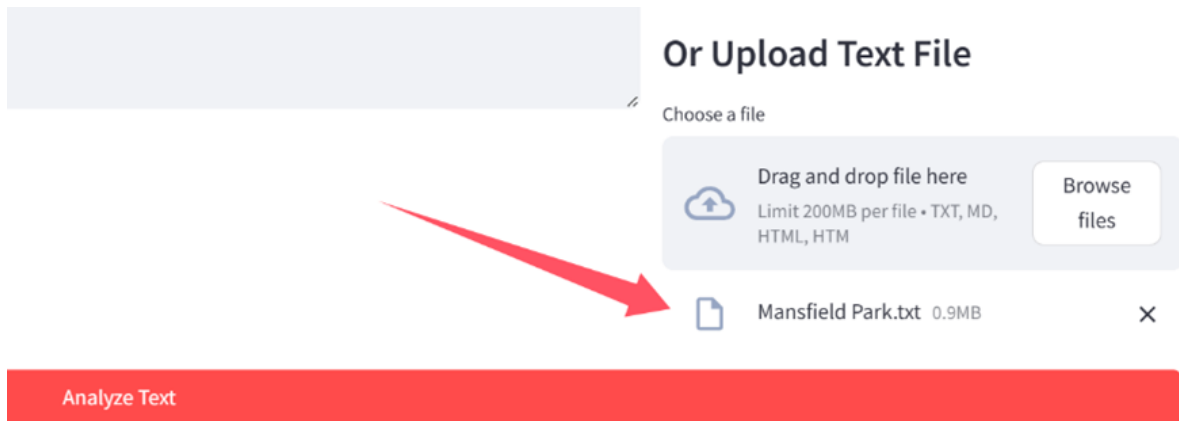 Or Upload Text File
Choose a file
Drag and drop file here
Limit 200MB per file • TXT, MD,
HTML, HTM
Browse
files
Mansfield Park.txt 0.9MB
Analyze Text